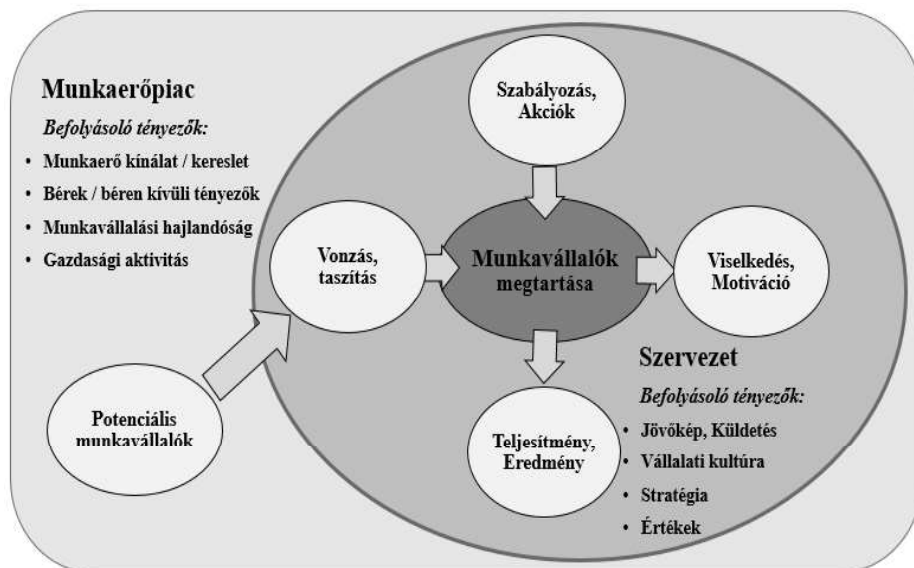 Munkaerőpiac
Befolyásoló tényezők:
• Munkaerő kínálat / kereslet
• Bérek / béren kívüli tényezők
• Munkavállalási hajlandóság
• Gazdasági aktivitás
Szabályozás,
Akciók
Vonzás,
taszítás
Munkavállalók
megtartása
Viselkedés,
Motiváció
Potenciális
munkavállalók
Teljesítmény,
Eredmény
Szervezet
Befolyásoló tényezők:
• Jövőkép, Küldetés
• Vállalati kultúra
• Stratégia
• Értékek